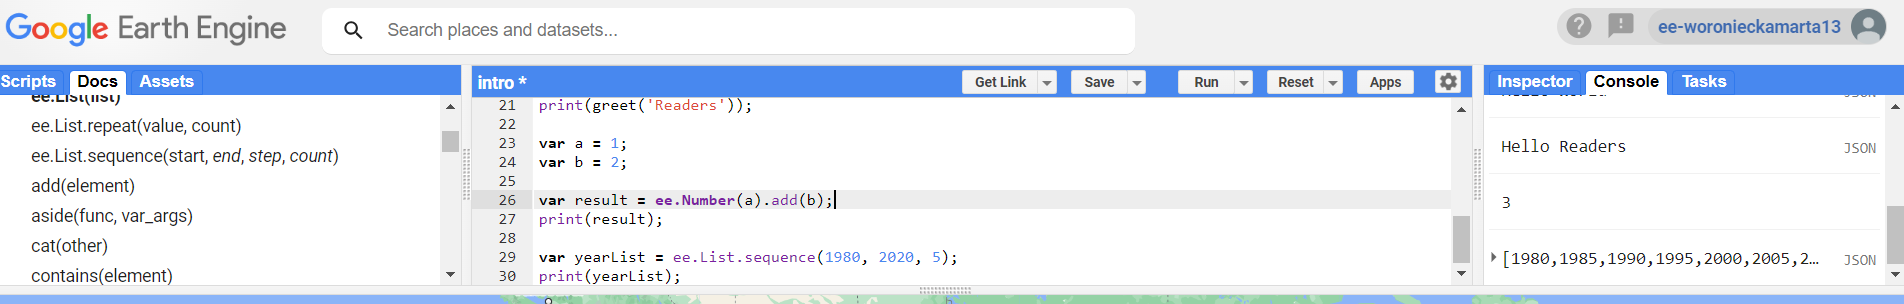 Google Earth Engine
Search places and datasets...
ee-woronieckamarta13
Scripts Docs Assets
ee.List(list)
ee.List.repeat(value, count)
ee.List.sequence(start, end, step, count)
add(element)
aside(func, var_args)
cat(other)
contains(element)
intro *
Get Link Save Run Reset Apps
21 print(greet('Readers'));
22
23 var a = 1;
24 var b = 2;
25
26 var result = ee.Number(a).add(b);
27 print(result);
28
29 var yearList = ee.List.sequence(1980, 2020, 5);
30 print(yearList);
Inspector Console Tasks
Hello Readers JSON
3
[1980,1985,1990,1995,2000,2005,2... JSON